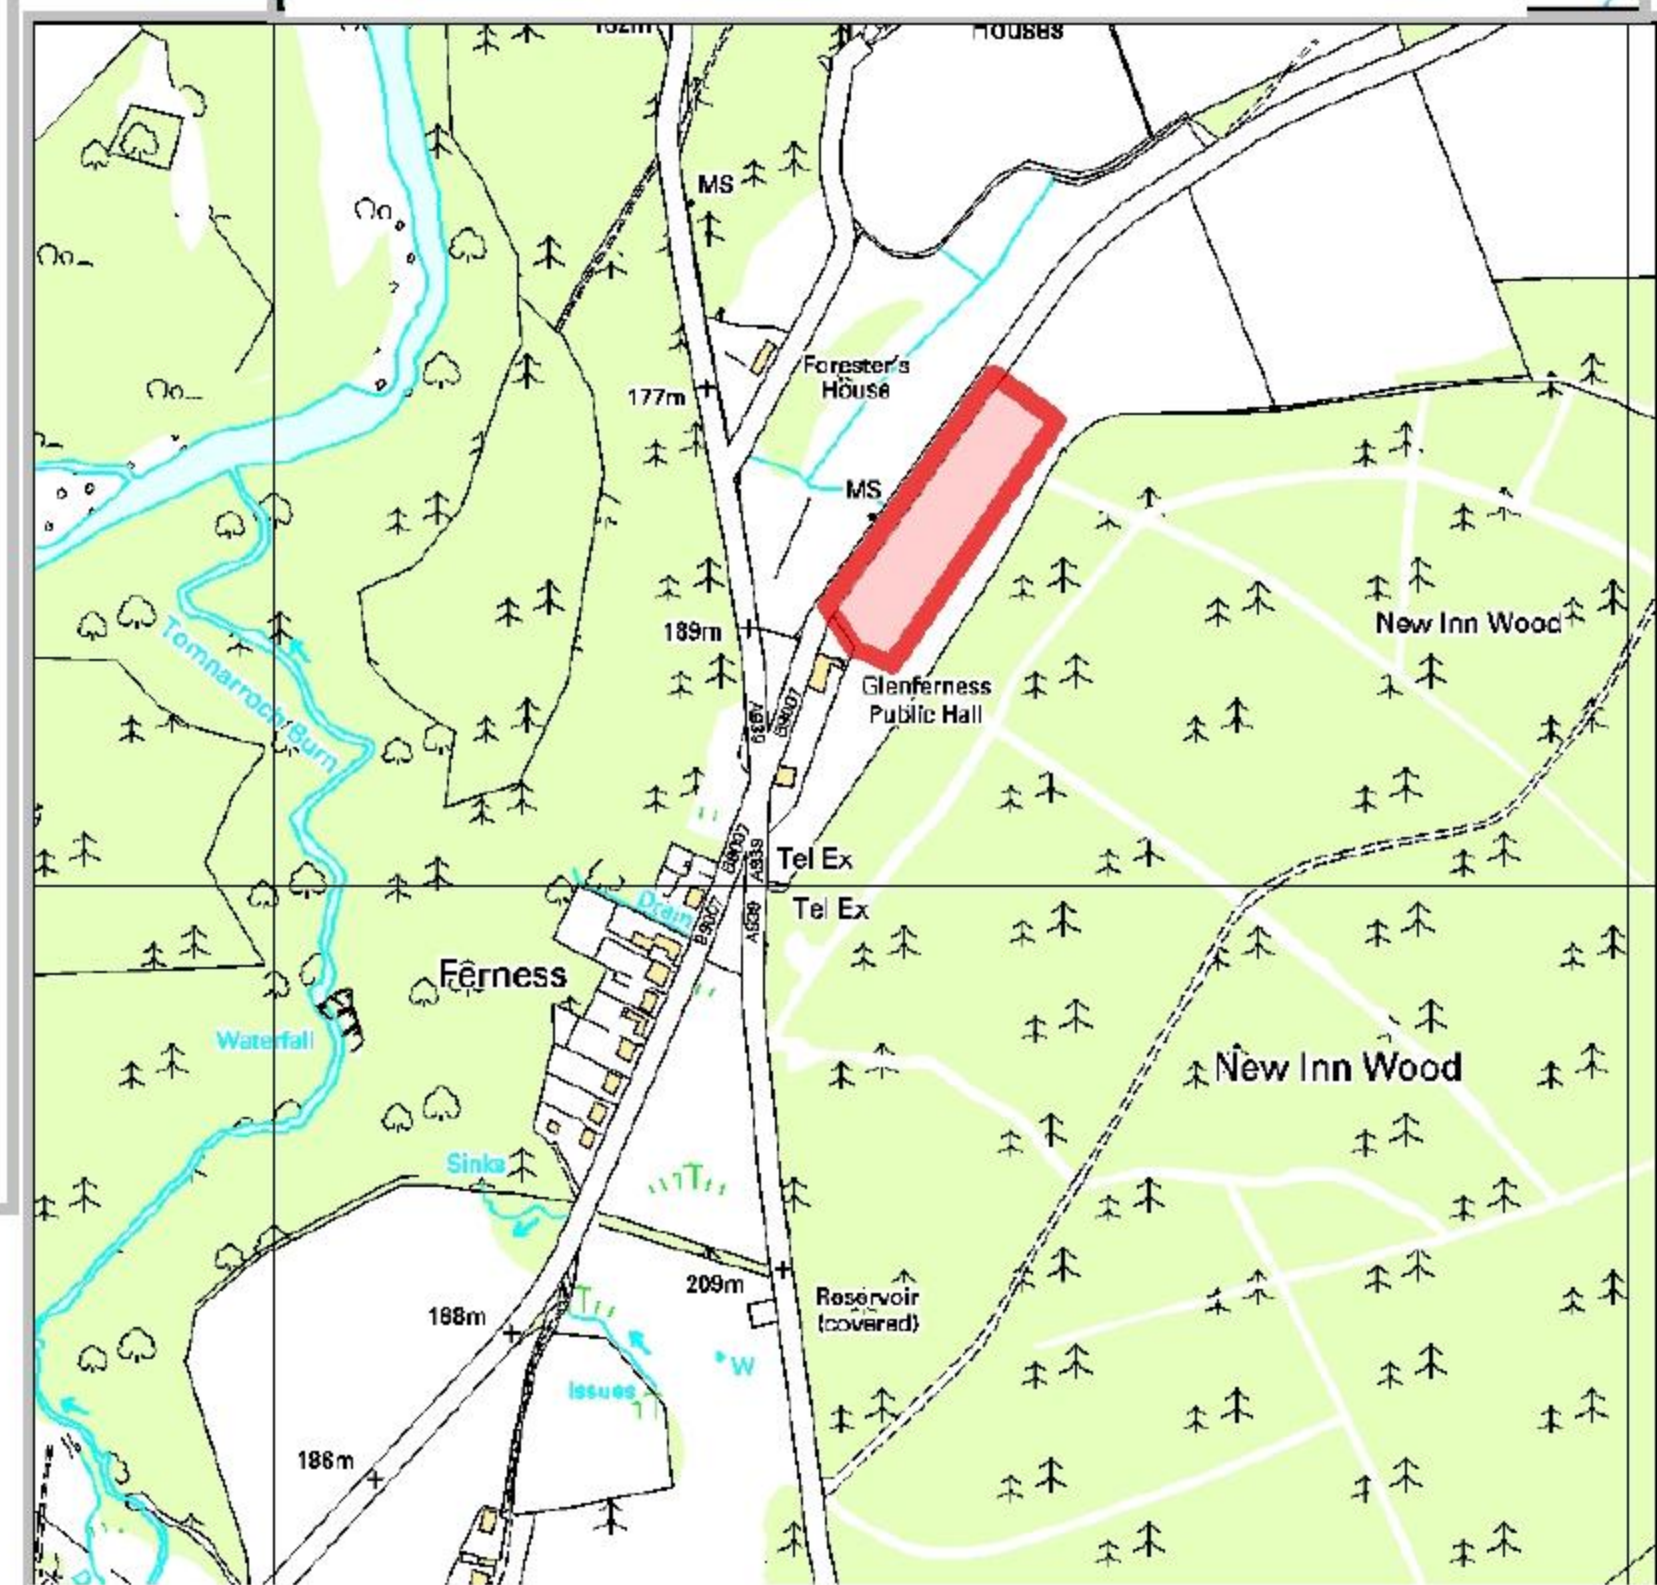 Houses
MS
Forester's
House
177m
MS
189m
New Inn Wood
Tomnarroch Burn
Glenferness
Public Hall
A939
B9007
B9007
A939
Tel Ex
Tel Ex
Drain
B9007
A939
Ferness
Waterfall
New Inn Wood
Sinks
209m
Reservoir
(covered)
188m
W
Issues
186m